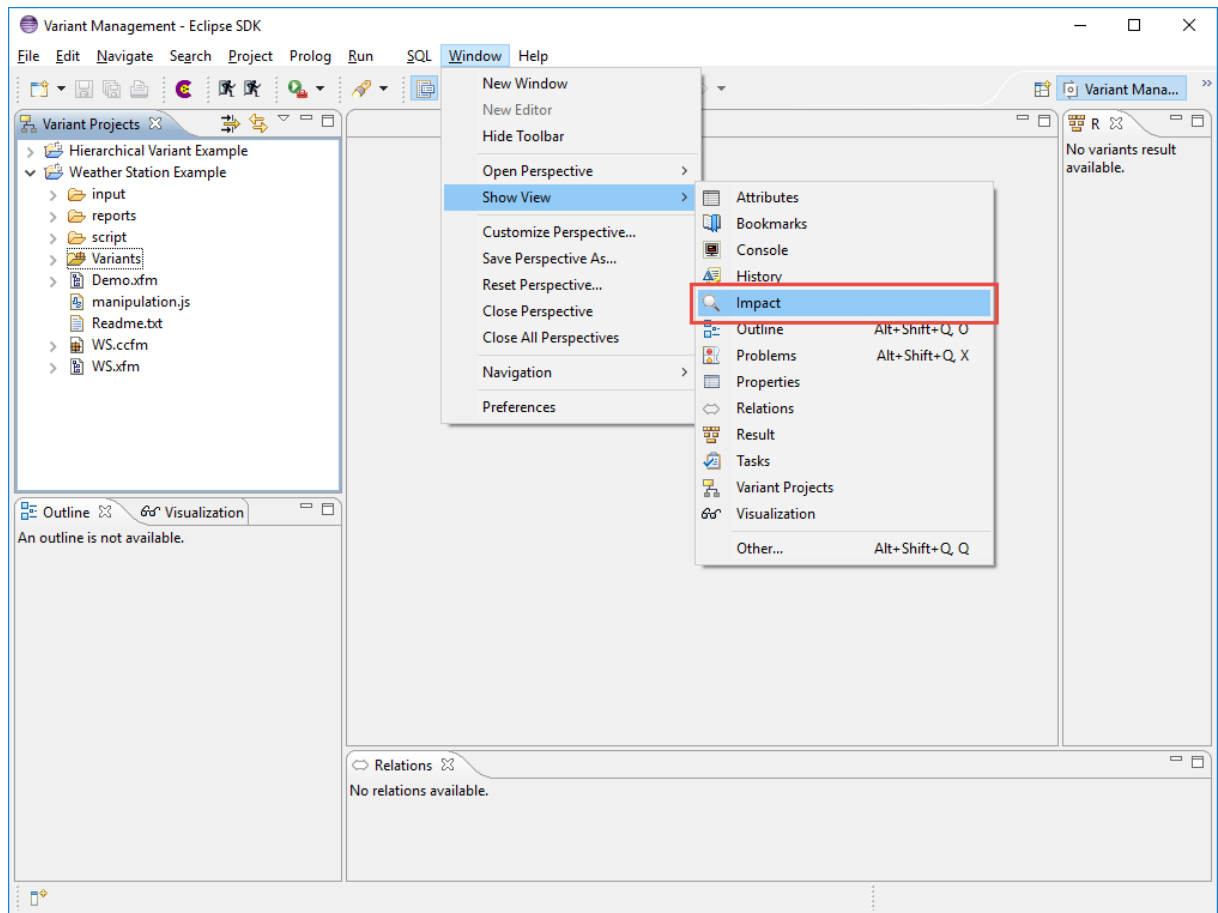 Variant Management - Eclipse SDK
File Edit Navigate Search Project Prolog Run SQL Window Help
Variant Mana...
Variant Projects
Hierarchical Variant Example
Weather Station Example
input
reports
script
Variants
Demo.xfm
manipulation.js
Readme.txt
WS.ccfm
WS.xfm
New Window
New Editor
Hide Toolbar
Open Perspective
Show View
Customize Perspective...
Save Perspective As...
Reset Perspective...
Close Perspective
Close All Perspectives
Navigation
Preferences
Attributes
Bookmarks
Console
History
Impact
Outline Alt+Shift+Q, O
Problems Alt+Shift+Q, X
Properties
Relations
Result
Tasks
Variant Projects
Visualization
Other... Alt+Shift+Q, Q
R
No variants result
available.
Outline Visualization
An outline is not available.
Relations
No relations available.